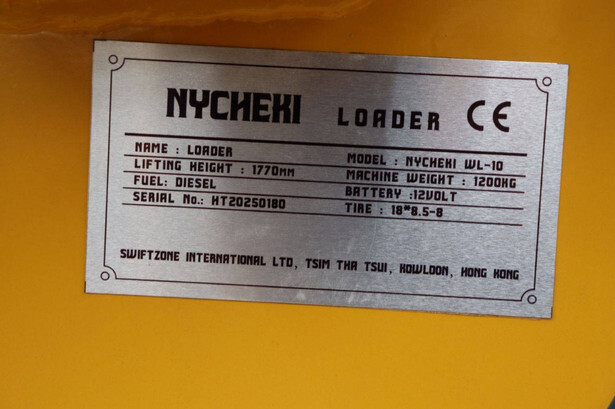 NYCHEKI LOADER CE
NAME : LOADER
LIFTING HEIGHT : 1770MM
FUEL: DIESEL
SERIAL No.: HT20250180
MODEL : NYCHEKI WL-10
MACHINE WEIGHT : 1200KG
BATTERY :12VOLT
TIRE : 18*8.5-8
SWIFTZONE INTERNATIONAL LTD, TSIM THA TSUI, KOWLOON, HONG KONG